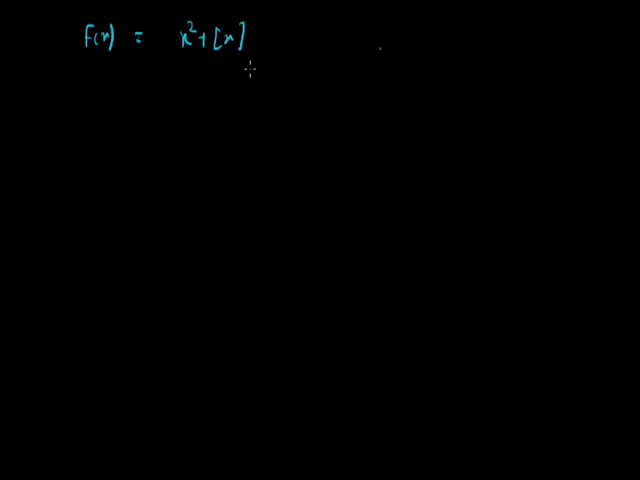 f(x) = x² + [x]